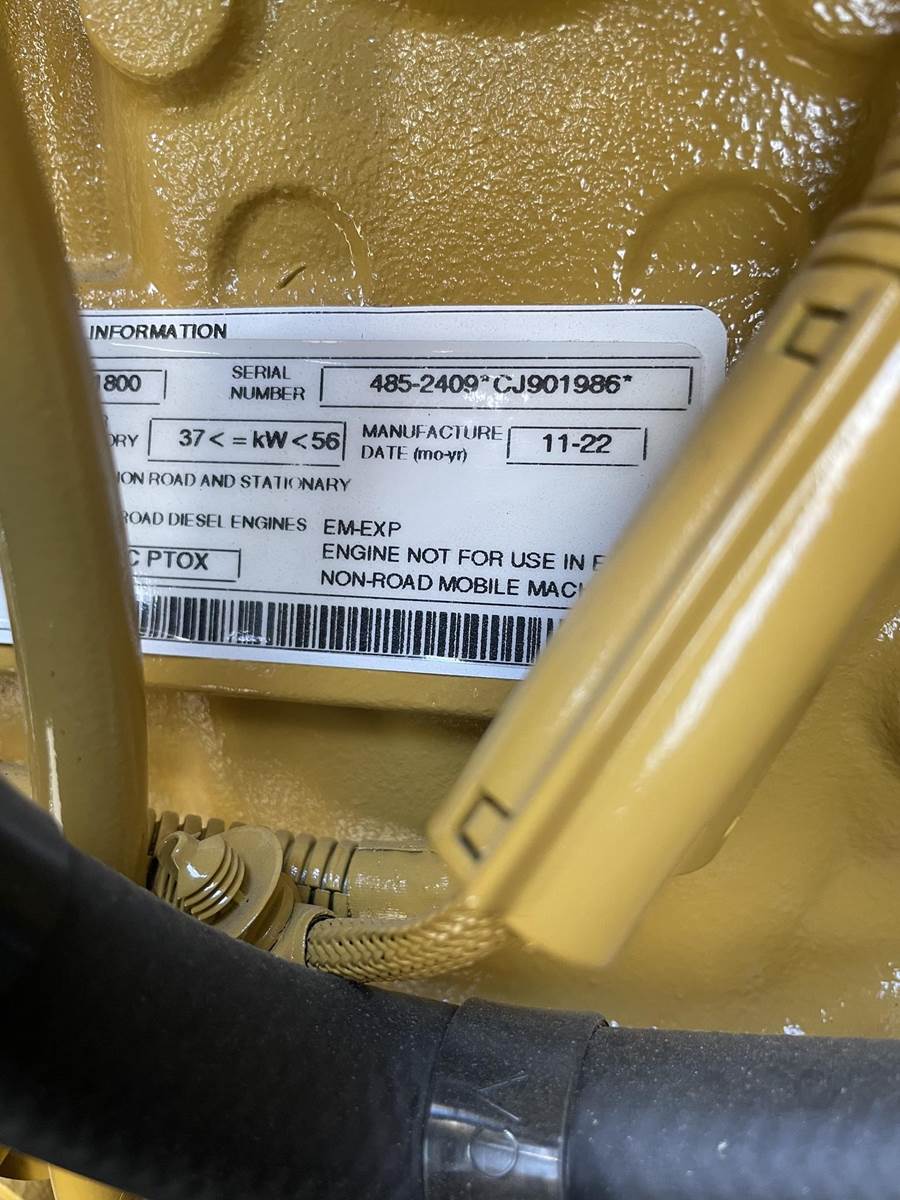 INFORMATION
1800 SERIAL NUMBER 485-2409*CJ901986*
37< = kW <56 MANUFACTURE DATE (mo-yr) 11-22
ROAD AND STATIONARY
DIESEL ENGINES EM-EXP
PTOX ENGINE NOT FOR USE IN
NON-ROAD MOBILE